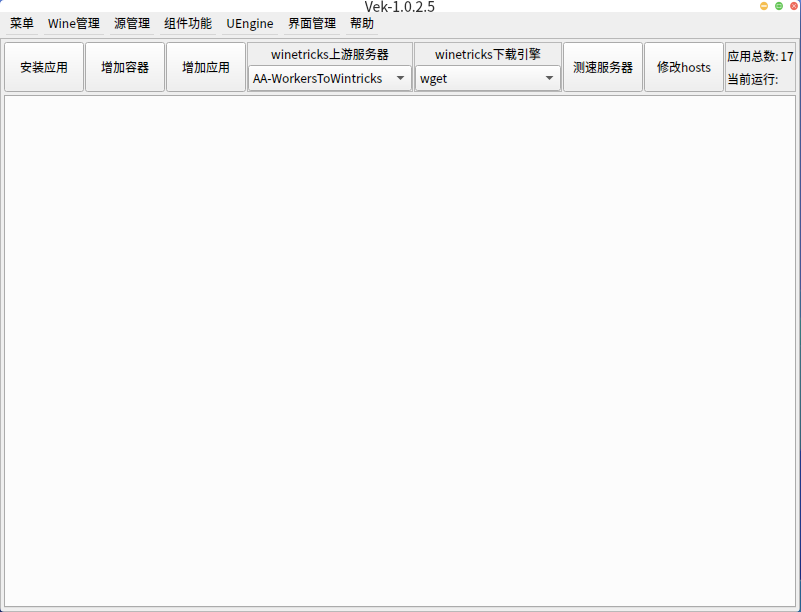 Vek-1.0.2.5
菜单 Wine管理 源管理 组件功能 UEngine 界面管理 帮助
安装应用 增加容器 增加应用
winetricks上游服务器
AA-WorkersToWintricks
winetricks下载引擎
wget
测速服务器 修改hosts
应用总数: 17
当前运行: